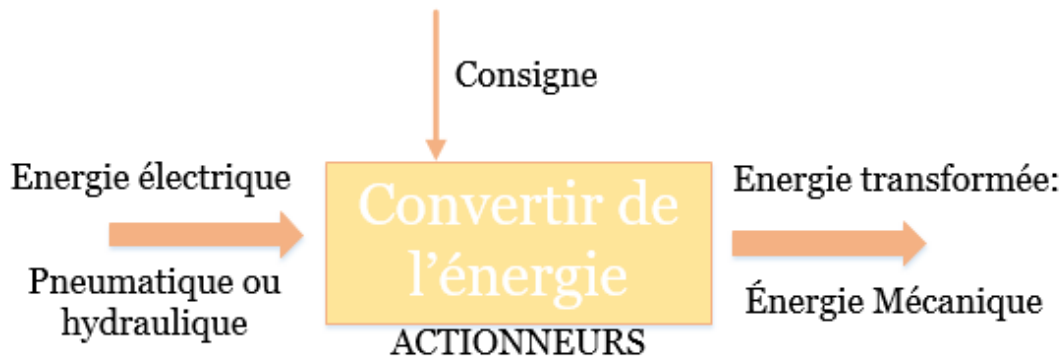 Consigne
Energie électrique
Pneumatique ou
hydraulique
Convertir de
l’énergie
ACTIONNEURS
Energie transformée:
Énergie Mécanique